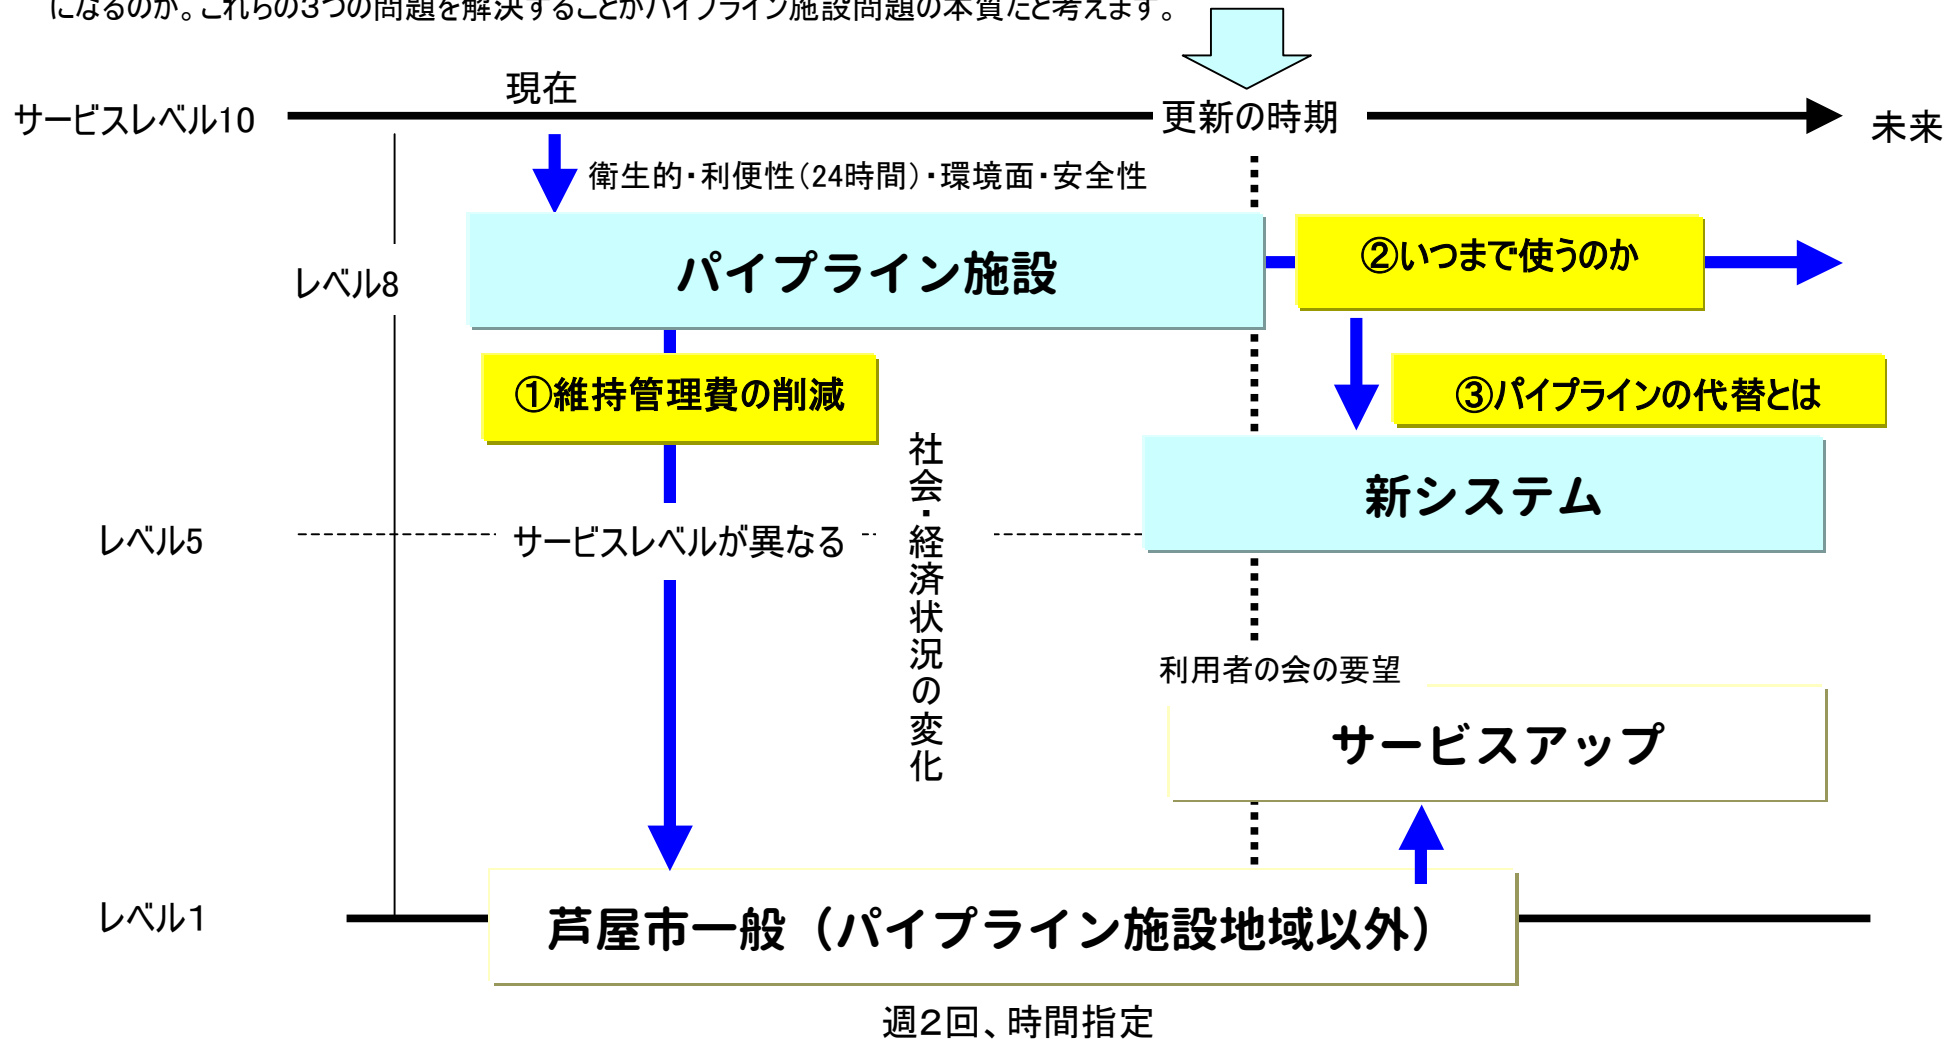 になるのか。これらの3つの問題を解決することがパイプライン施設問題の本質だと考えます。
現在
サービスレベル10
更新の時期
未来
衛生的・利便性(24時間)・環境面・安全性
パイプライン施設
②いつまで使うのか
レベル8
①維持管理費の削減
③パイプラインの代替とは
社会・経済状況の変化
新システム
レベル5
サービスレベルが異なる
利用者の会の要望
サービスアップ
レベル1
芦屋市一般(パイプライン施設地域以外)
週2回、時間指定